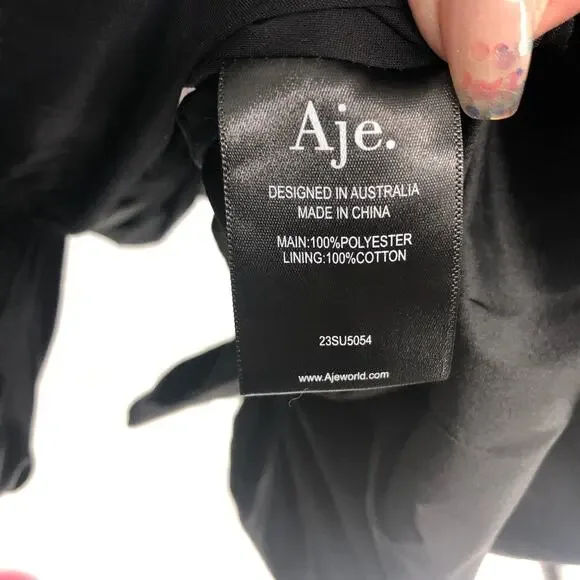 Aje.
DESIGNED IN AUSTRALIA
MADE IN CHINA
MAIN:100%POLYESTER
LINING:100%COTTON
23SU5054
www.Ajeworld.com